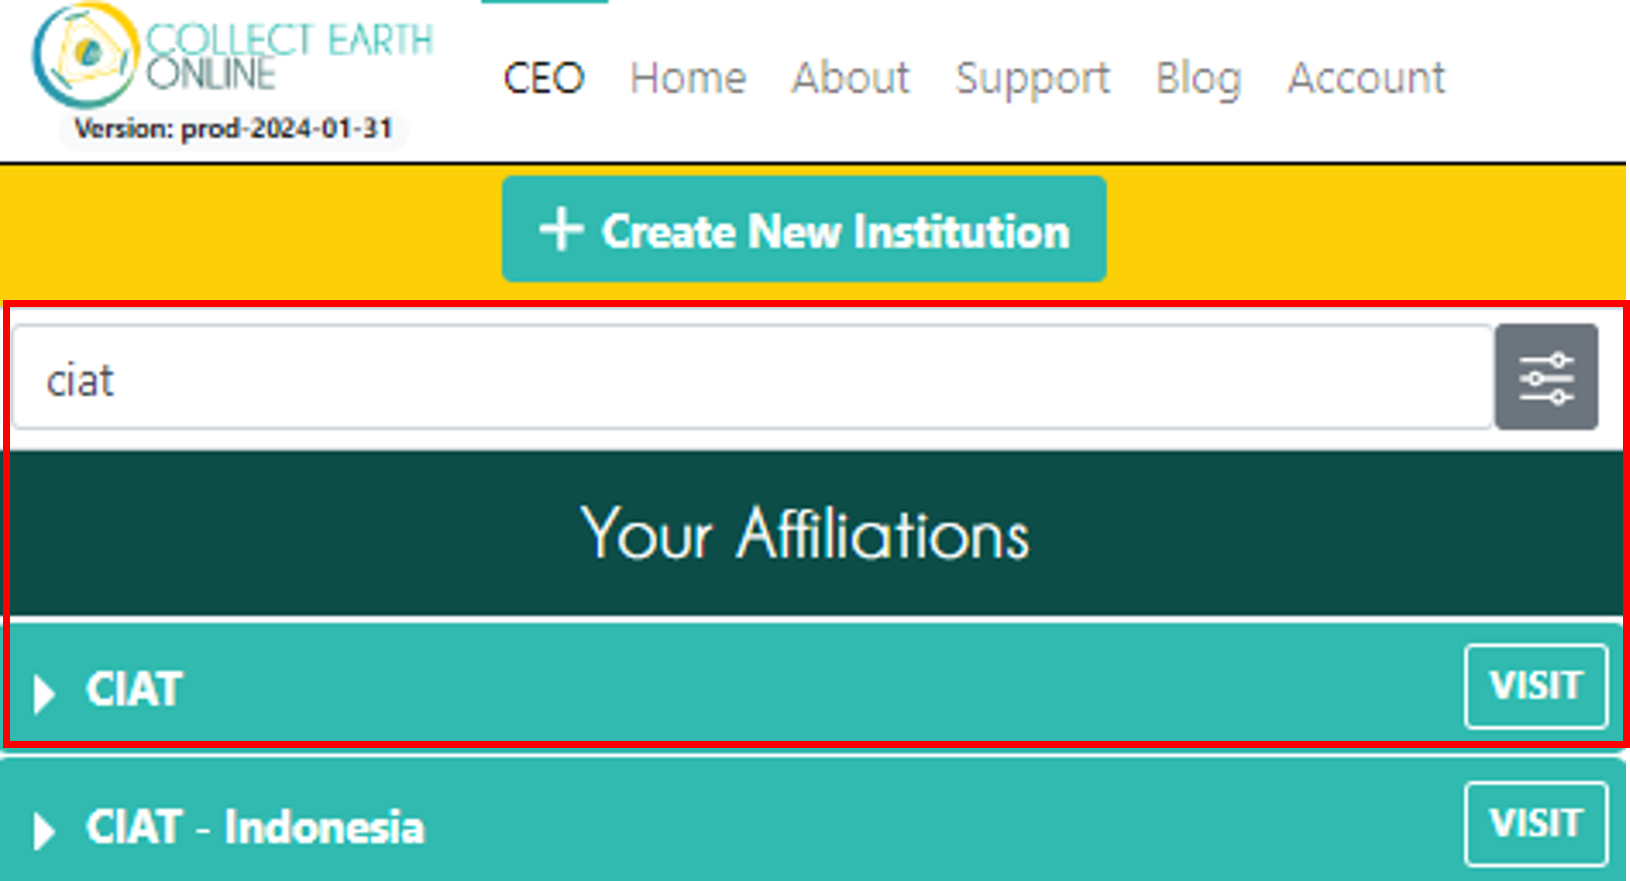 COLLECT EARTH
ONLINE
Version: prod-2024-01-31
CEO Home About Support Blog Account
+ Create New Institution
ciat
Your Affiliations
CIAT VISIT
CIAT - Indonesia VISIT